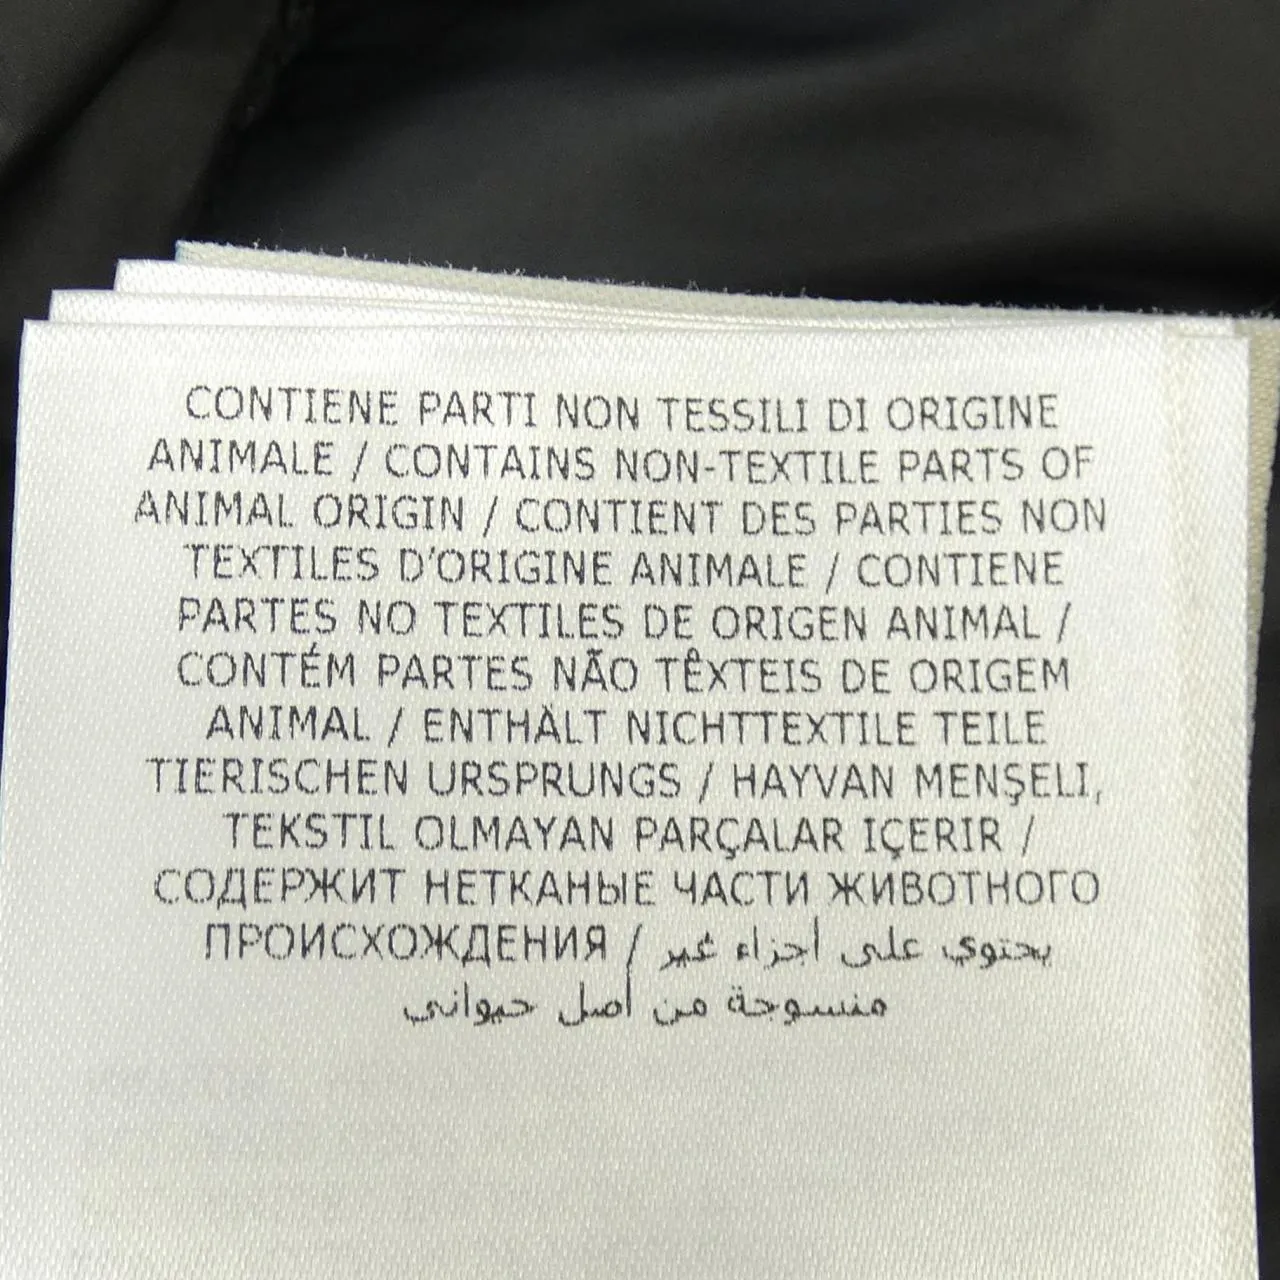 CONTIENE PARTI NON TESSILI DI ORIGINE
ANIMALE / CONTAINS NON-TEXTILE PARTS OF
ANIMAL ORIGIN / CONTIENT DES PARTIES NON
TEXTILES D'ORIGINE ANIMALE / CONTIENE
PARTES NO TEXTILES DE ORIGEN ANIMAL /
CONTÉM PARTES NÃO TÊXTEIS DE ORIGEM
ANIMAL / ENTHÄLT NICHTTEXTILE TEILE
TIERISCHEN URSPRUNGS / HAYVAN MENŞELI,
TEKSTIL OLMAYAN PARÇALAR IÇERIR /
СОДЕРЖИТ НЕТКАНЫЕ ЧАСТИ ЖИВОТНОГО
ПРОИСХОЖДЕНИЯ / يحتوي على أجزاء غير
منسوجة من أصل حيواني